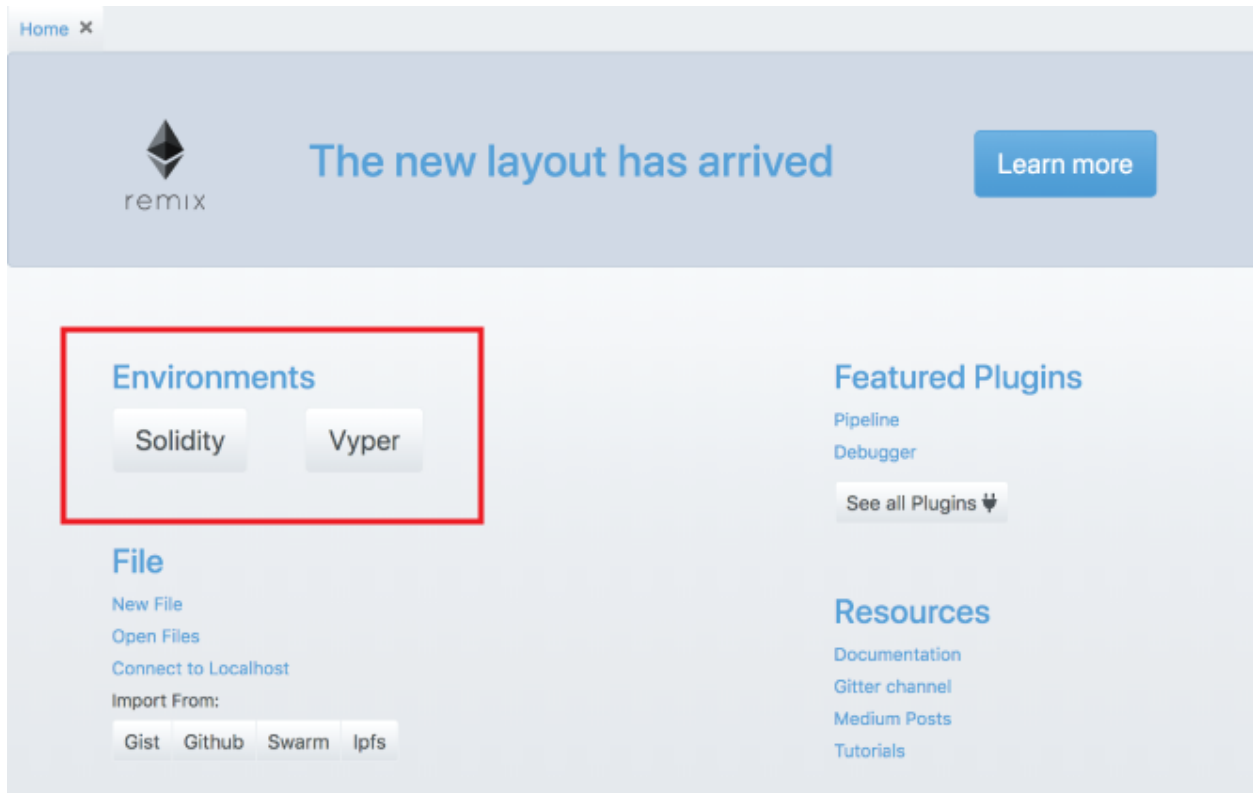 Home ✕
The new layout has arrived
Learn more
remix
Environments
Solidity Vyper
File
New File
Open Files
Connect to Localhost
Import From:
Gist Github Swarm Ipfs
Featured Plugins
Pipeline
Debugger
See all Plugins
Resources
Documentation
Gitter channel
Medium Posts
Tutorials